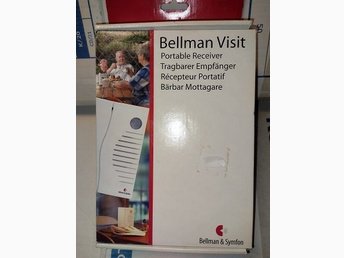 Bellman Visit
Portable Receiver
Tragbarer Empfänger
Récepteur Portatif
Bärbar Mottagare
Bellman & Symfon